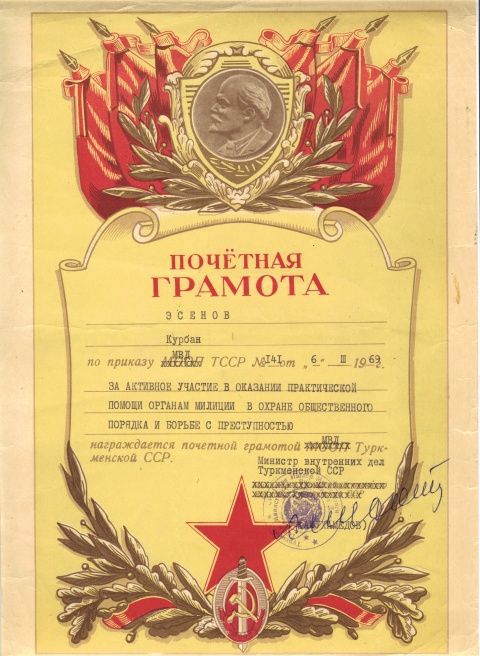 ПОЧЁТНАЯ
ГРАМОТА
ЭСЕНОВ
Курбан
МВД
по приказу ТССР № 141 от „6" III 1969 г.
ЗА АКТИВНОЕ УЧАСТИЕ В ОКАЗАНИИ ПРАКТИЧЕСКОЙ
ПОМОЩИ ОРГАНАМ МИЛИЦИИ В ОХРАНЕ ОБЩЕСТВЕННОГО
ПОРЯДКА И БОРЬБЕ С ПРЕСТУПНОСТЬЮ
МВД
награждается почетной грамотой МООП Турк-
менской ССР.
Министр внутренних дел
Туркменской ССР